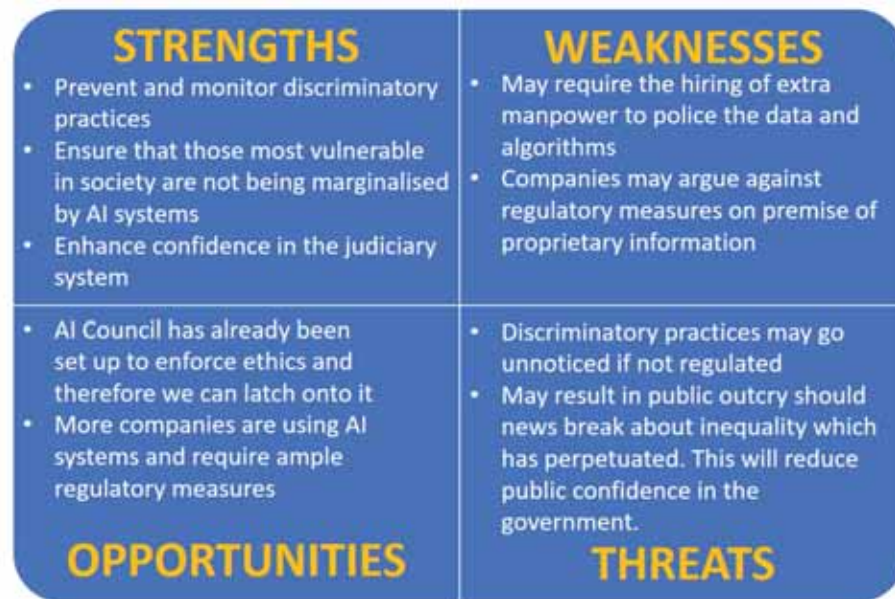 STRENGTHS
• Prevent and monitor discriminatory
practices
• Ensure that those most vulnerable
in society are not being marginalised
by AI systems
• Enhance confidence in the judiciary
system
WEAKNESSES
• May require the hiring of extra
manpower to police the data and
algorithms
• Companies may argue against
regulatory measures on premise of
proprietary information
• AI Council has already been
set up to enforce ethics and
therefore we can latch onto it
• More companies are using AI
systems and require ample
regulatory measures
OPPORTUNITIES
• Discriminatory practices may go
unnoticed if not regulated
• May result in public outcry should
news break about inequality which
has perpetuated. This will reduce
public confidence in the
government.
THREATS